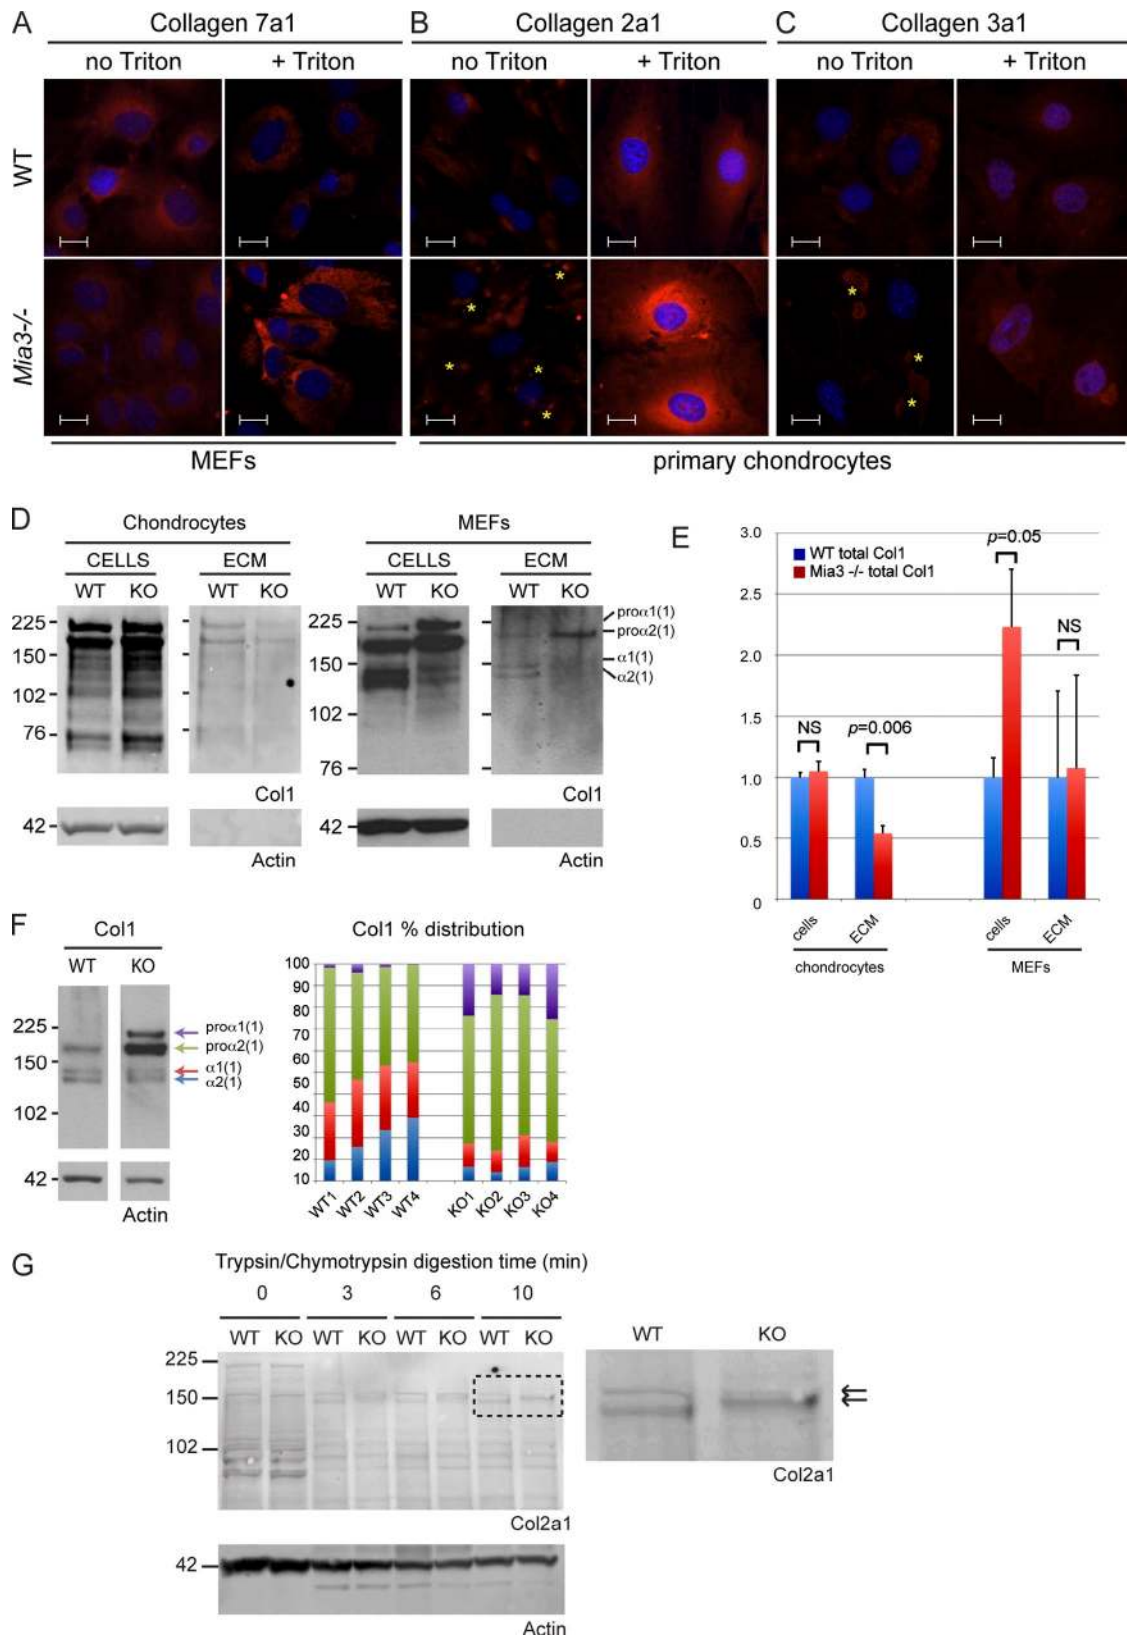 A Collagen 7a1 B Collagen 2a1 C Collagen 3a1
no Triton + Triton no Triton + Triton no Triton + Triton
WT
* * * * * * * *
Mia3-/-
MEFs primary chondrocytes
D Chondrocytes MEFs
CELLS ECM CELLS ECM
WT KO WT KO WT KO WT KO
225 225 proα1(1)
proα2(1)
150 150 α1(1)
α2(1)
102 102
76 76
Col1 Col1
42 42
Actin Actin
E
3.0
WT total Col1 p=0.05
Mia3 -/- total Col1
2.5
NS
2.0
1.5
NS p=0.006
1.0
0.5
0
cells ECM cells ECM
chondrocytes MEFs
F Col1 Col1 % distribution
WT KO
225 proα1(1)
proα2(1)
150 α1(1)
α2(1)
102
42
Actin
100
90
80
70
60
50
40
30
20
10
WT1 WT2 WT3 WT4 KO1 KO2 KO3 KO4
G
Trypsin/Chymotrypsin digestion time (min)
0 3 6 10
WT KO WT KO WT KO WT KO WT KO
225
150
102
Col2a1 Col2a1
42
Actin